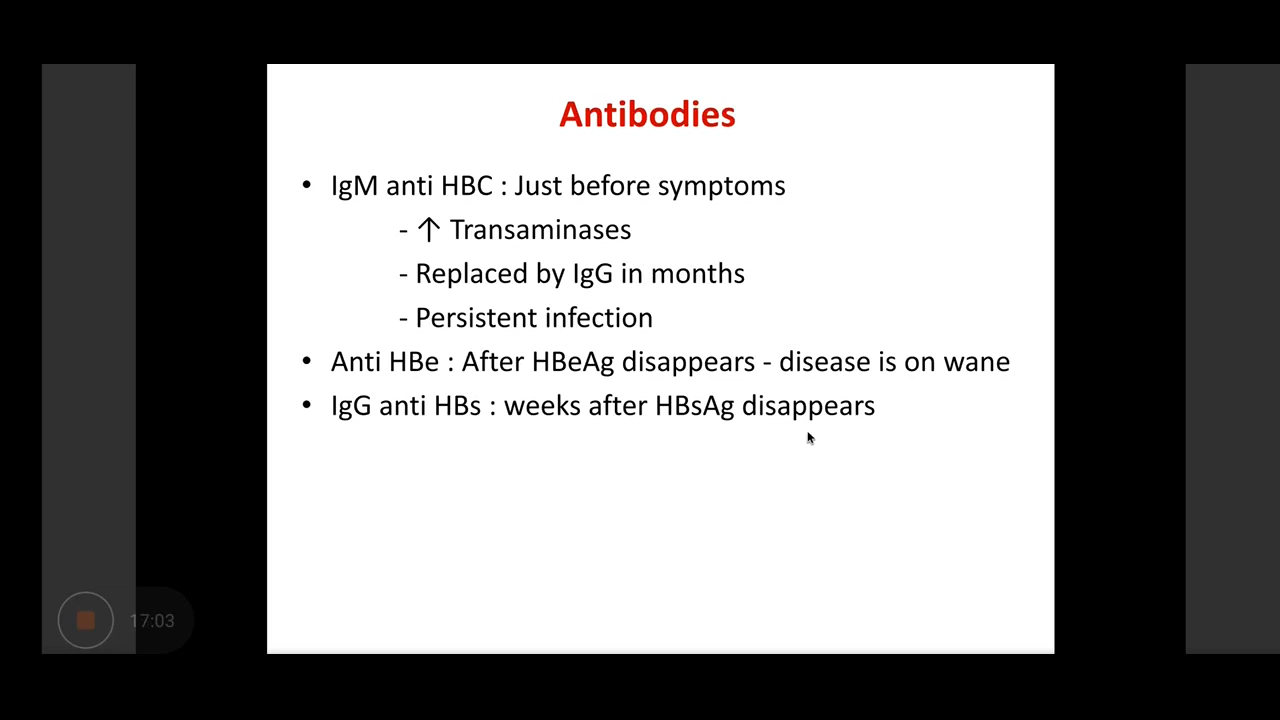 Antibodies
• IgM anti HBC : Just before symptoms
- ↑ Transaminases
- Replaced by IgG in months
- Persistent infection
• Anti HBe : After HBeAg disappears - disease is on wane
• IgG anti HBs : weeks after HBsAg disappears
17:03